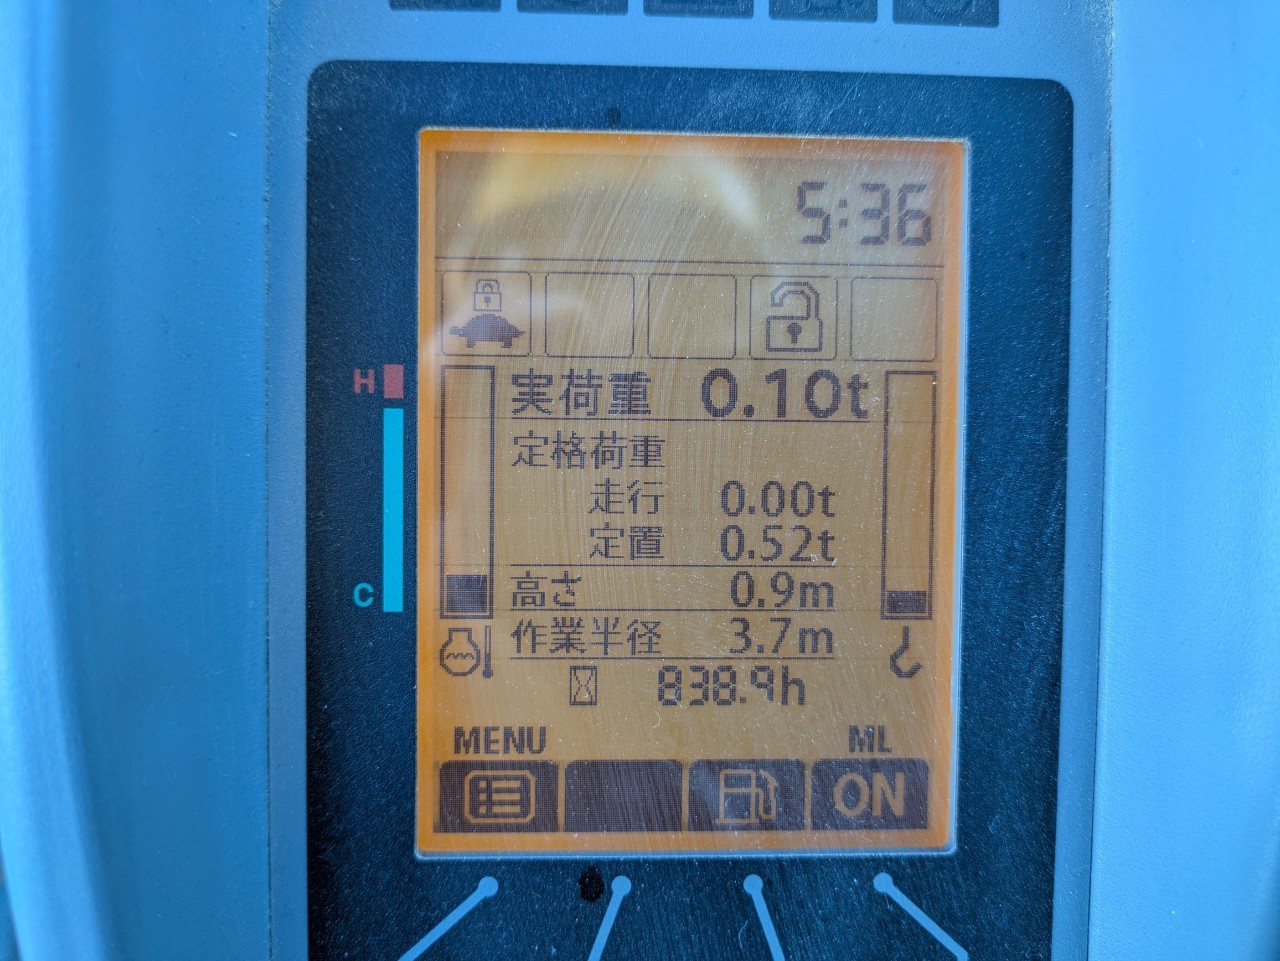 5:36
H
実荷重 0.10t
定格荷重
走行 0.00t
定置 0.52t
C
高さ 0.9m
作業半径 3.7m
838.9h
MENU ML
ON